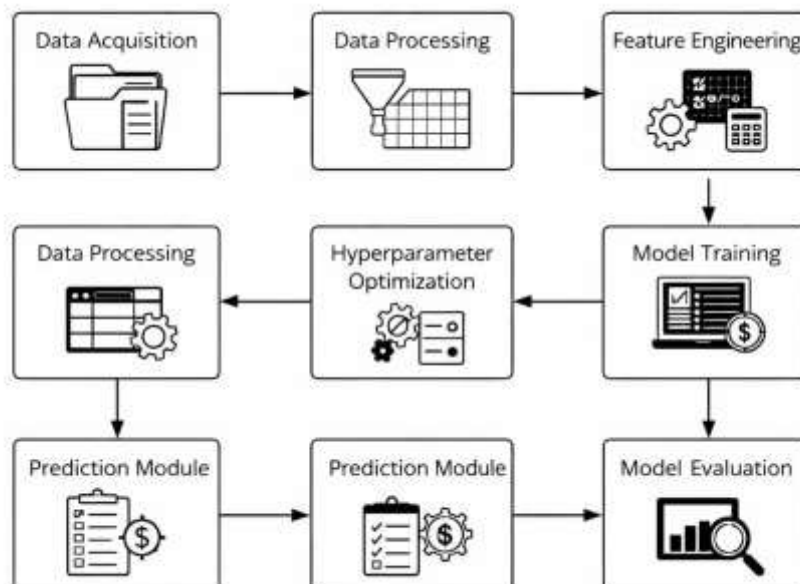 Data Acquisition
Data Processing
Feature Engineering
Data Processing
Hyperparameter
Optimization
Model Training
Prediction Module
Prediction Module
Model Evaluation